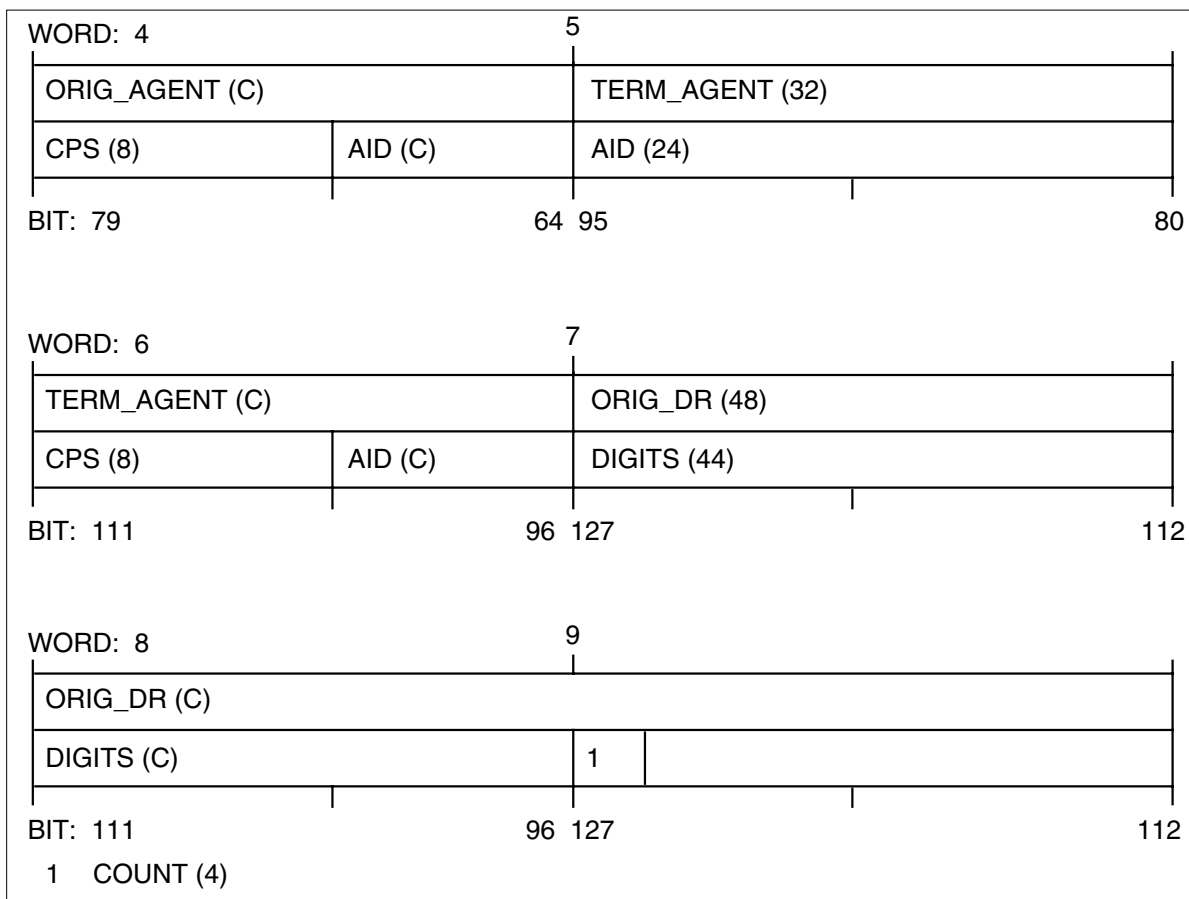 WORD: 4 5
ORIG_AGENT (C) TERM_AGENT (32)
CPS (8) AID (C) AID (24)
BIT: 79 64 95 80
WORD: 6 7
TERM_AGENT (C) ORIG_DR (48)
CPS (8) AID (C) DIGITS (44)
BIT: 111 96 127 112
WORD: 8 9
ORIG_DR (C)
DIGITS (C) 1
BIT: 111 96 127 112
1 COUNT (4)